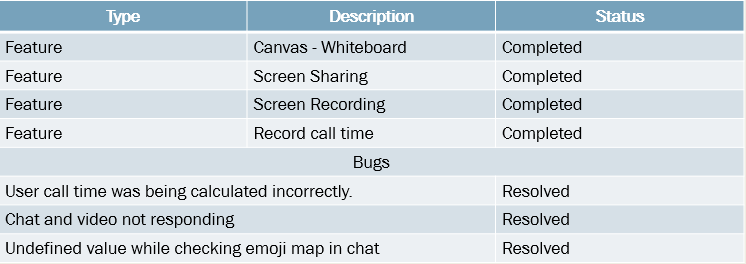 Type Description Status
Feature Canvas - Whiteboard Completed
Feature Screen Sharing Completed
Feature Screen Recording Completed
Feature Record call time Completed
Bugs
User call time was being calculated incorrectly. Resolved
Chat and video not responding Resolved
Undefined value while checking emoji map in chat Resolved